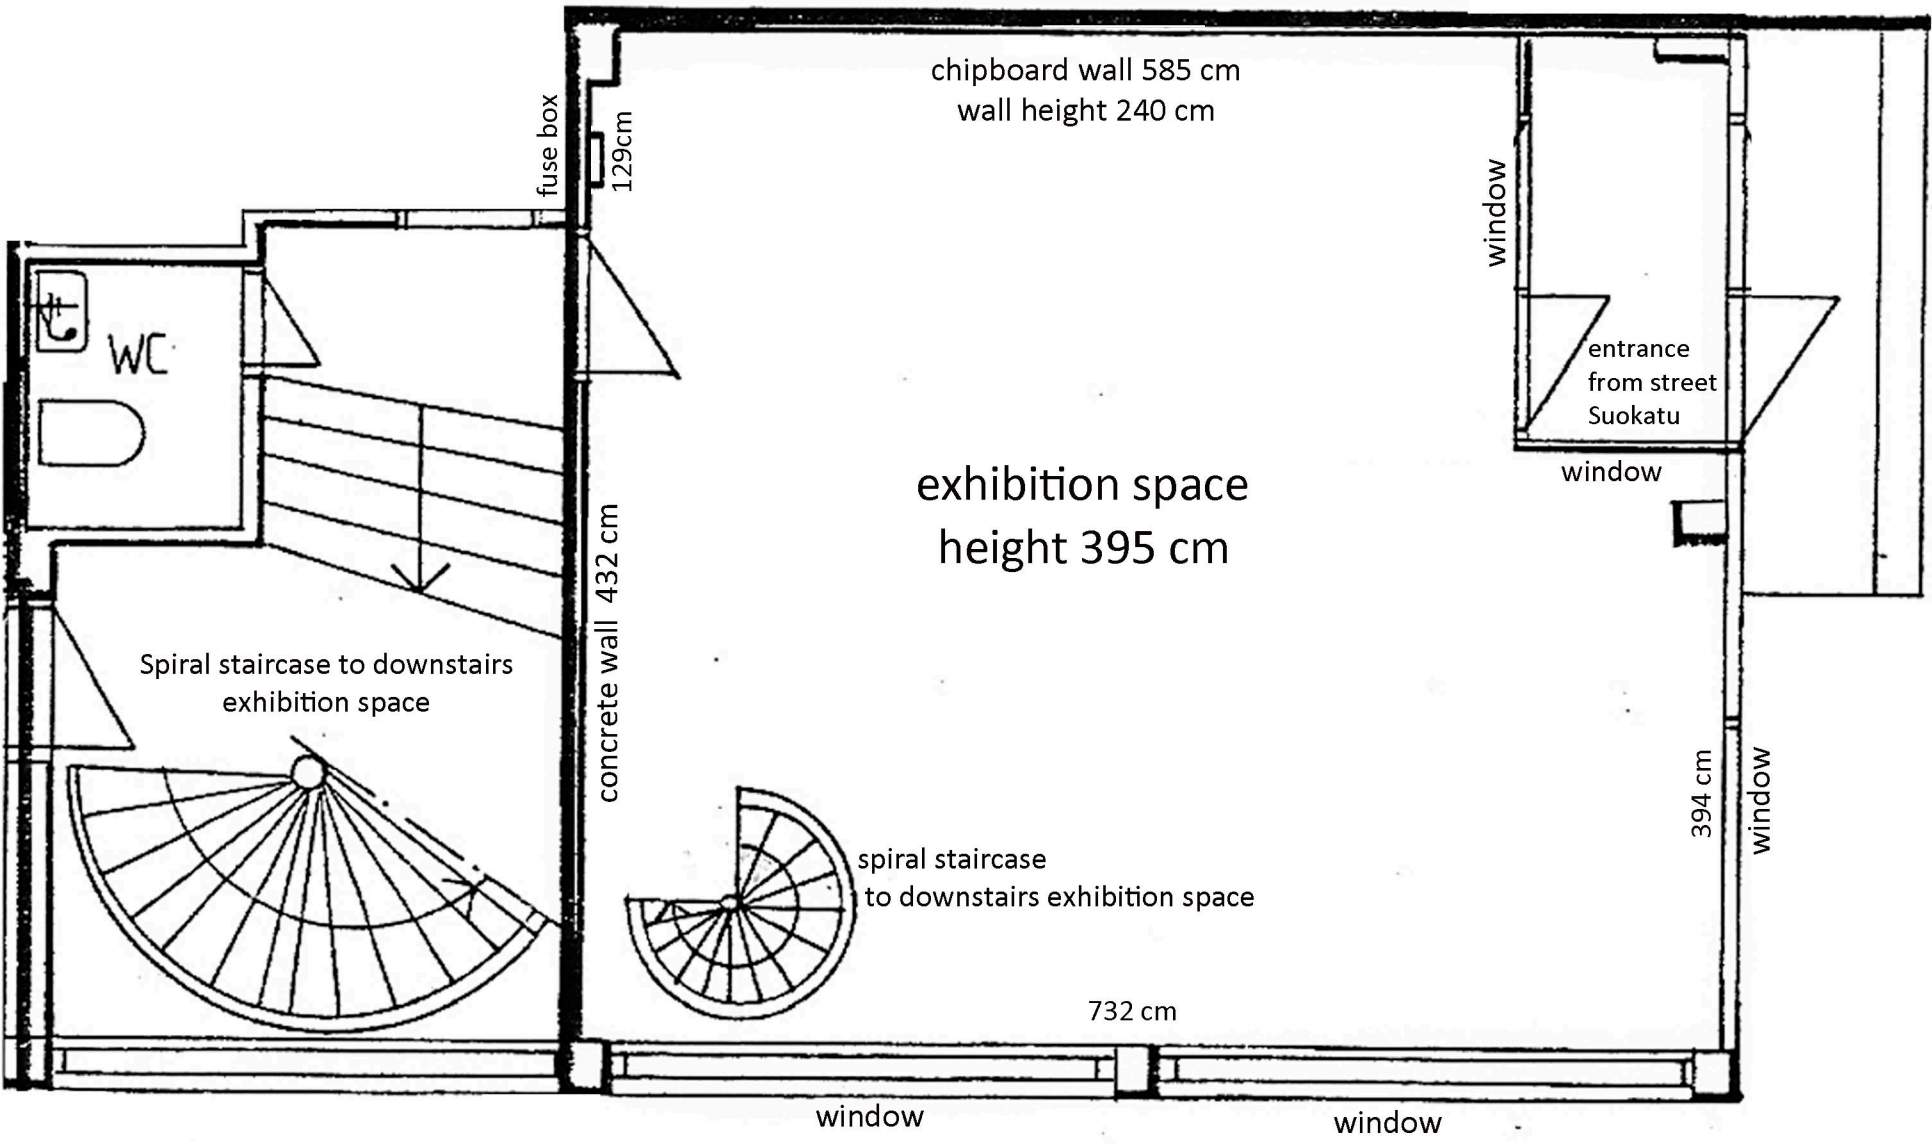 chipboard wall 585 cm
wall height 240 cm
fuse box
129cm
window
WC
entrance
from street
Suokatu
window
exhibition space
height 395 cm
concrete wall 432 cm
Spiral staircase to downstairs
exhibition space
394 cm
window
spiral staircase
to downstairs exhibition space
732 cm
window
window